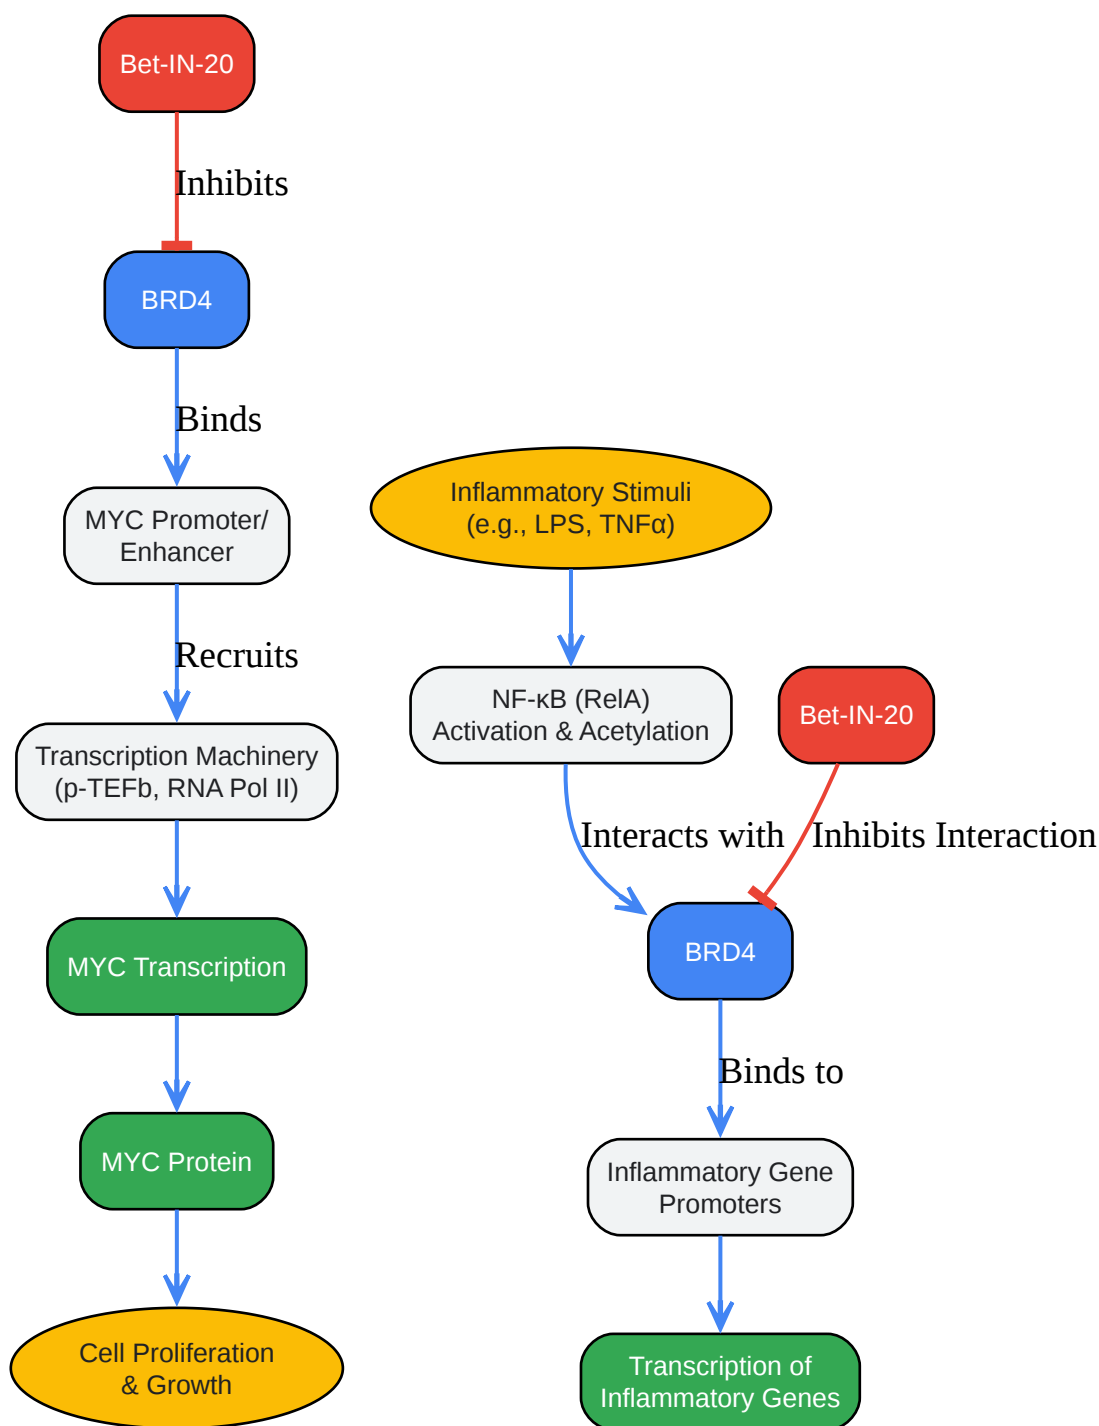 Bet-IN-20
Inhibits
BRD4
Binds
MYC Promoter/
Enhancer
Recruits
Transcription Machinery
(p-TEFb, RNA Pol II)
MYC Transcription
MYC Protein
Cell Proliferation
& Growth
Inflammatory Stimuli
(e.g., LPS, TNFα)
NF-κB (RelA)
Activation & Acetylation
Bet-IN-20
Interacts with
Inhibits Interaction
BRD4
Binds to
Inflammatory Gene
Promoters
Transcription of
Inflammatory Genes